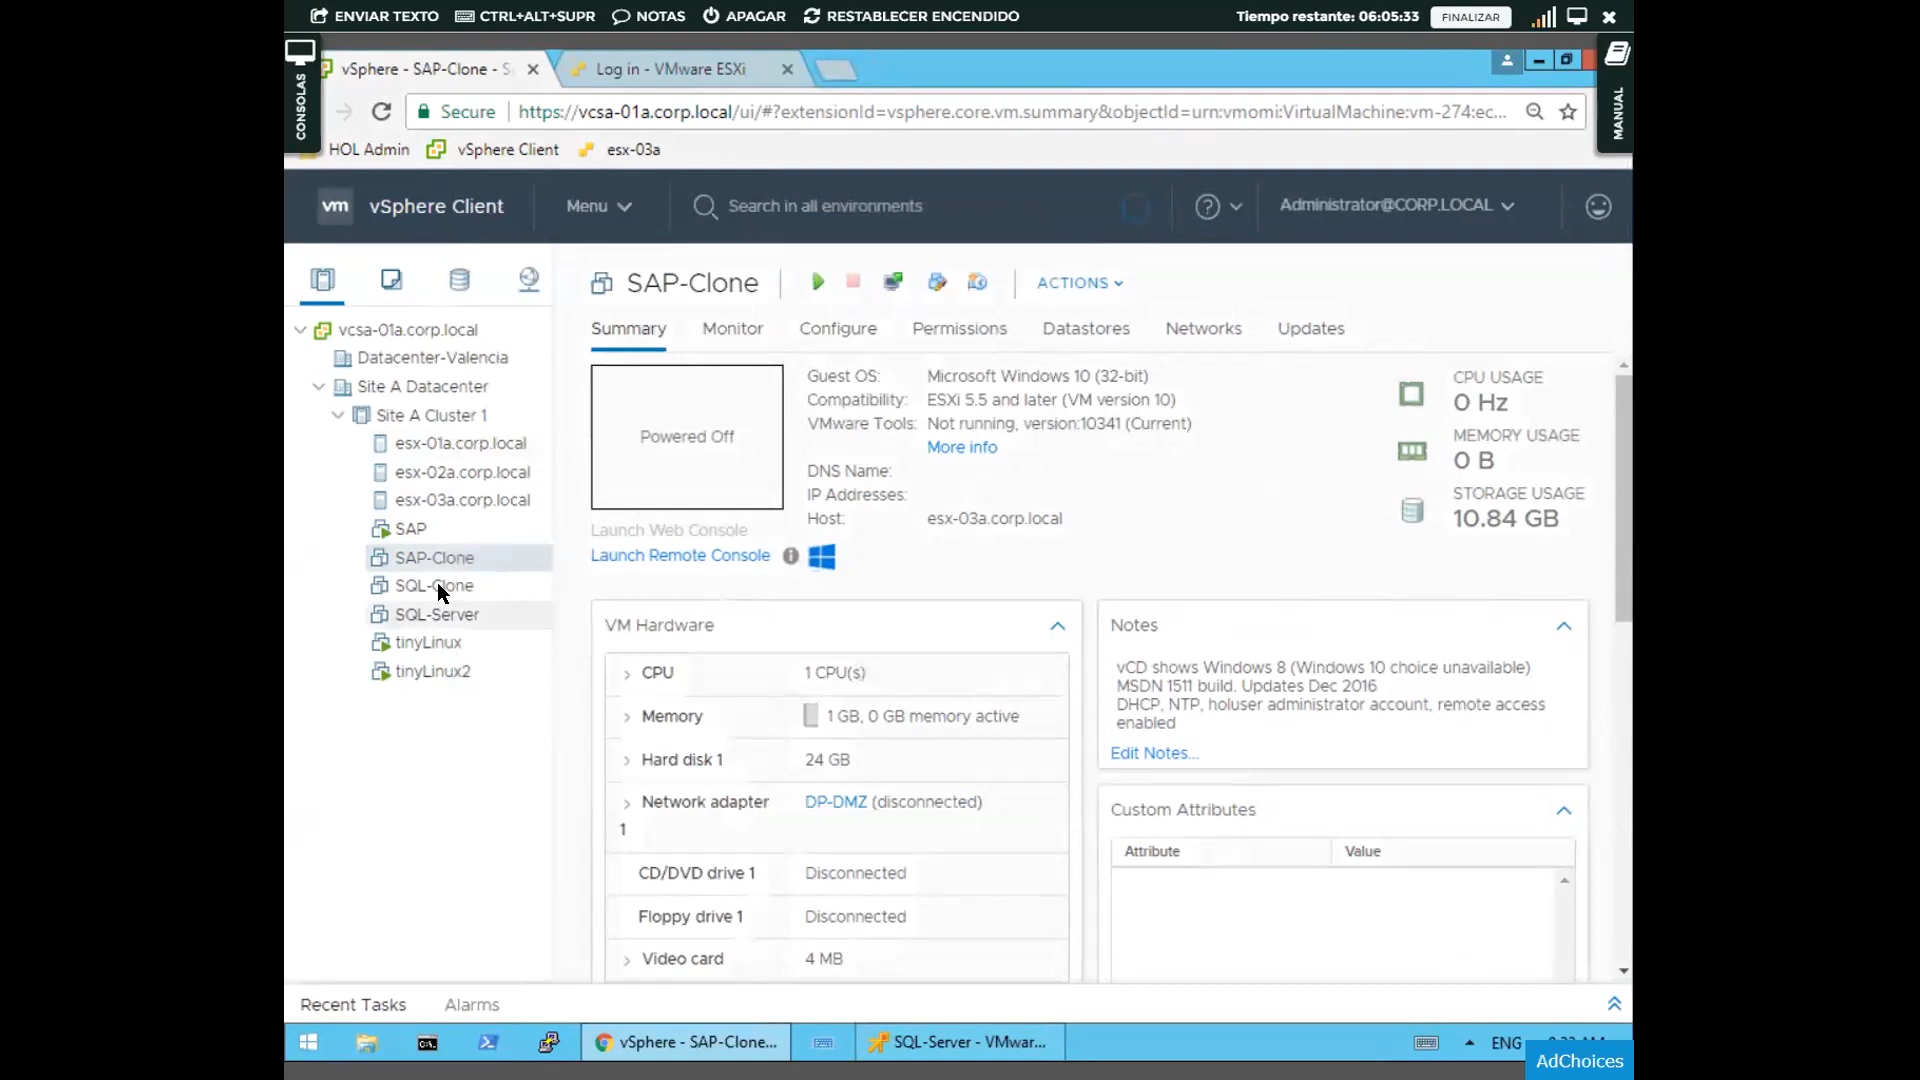 ENVIAR TEXTO CTRL+ALT+SUPR NOTAS APAGAR RESTABLECER ENCENDIDO Tiempo restante: 06:05:33 FINALIZAR
CONSOLAS
MANUAL
vSphere - SAP-Clone - S
Log in - VMware ESXi
Secure https://vcsa-01a.corp.local/ui/#?extensionId=vsphere.core.vm.summary&objectId=urn:vmomi:VirtualMachine:vm-274:ec...
HOL Admin vSphere Client esx-03a
vm vSphere Client Menu Search in all environments Administrator@CORP.LOCAL
SAP-Clone ACTIONS
Summary Monitor Configure Permissions Datastores Networks Updates
vcsa-01a.corp.local
Datacenter-Valencia
Site A Datacenter
Site A Cluster 1
esx-01a.corp.local
esx-02a.corp.local
esx-03a.corp.local
SAP
SAP-Clone
SQL-Clone
SQL-Server
tinyLinux
tinyLinux2
Powered Off
Launch Web Console
Launch Remote Console
Guest OS: Microsoft Windows 10 (32-bit)
Compatibility: ESXi 5.5 and later (VM version 10)
VMware Tools: Not running, version:10341 (Current)
More info
DNS Name:
IP Addresses:
Host: esx-03a.corp.local
CPU USAGE
0 Hz
MEMORY USAGE
0 B
STORAGE USAGE
10.84 GB
VM Hardware
CPU 1 CPU(s)
Memory 1 GB, 0 GB memory active
Hard disk 1 24 GB
Network adapter 1 DP-DMZ (disconnected)
CD/DVD drive 1 Disconnected
Floppy drive 1 Disconnected
Video card 4 MB
Notes
vCD shows Windows 8 (Windows 10 choice unavailable)
MSDN 1511 build. Updates Dec 2016
DHCP, NTP, holuser administrator account, remote access
enabled
Edit Notes...
Custom Attributes
Attribute Value
Recent Tasks Alarms
vSphere - SAP-Clone... SQL-Server - VMwar... ENG
AdChoices